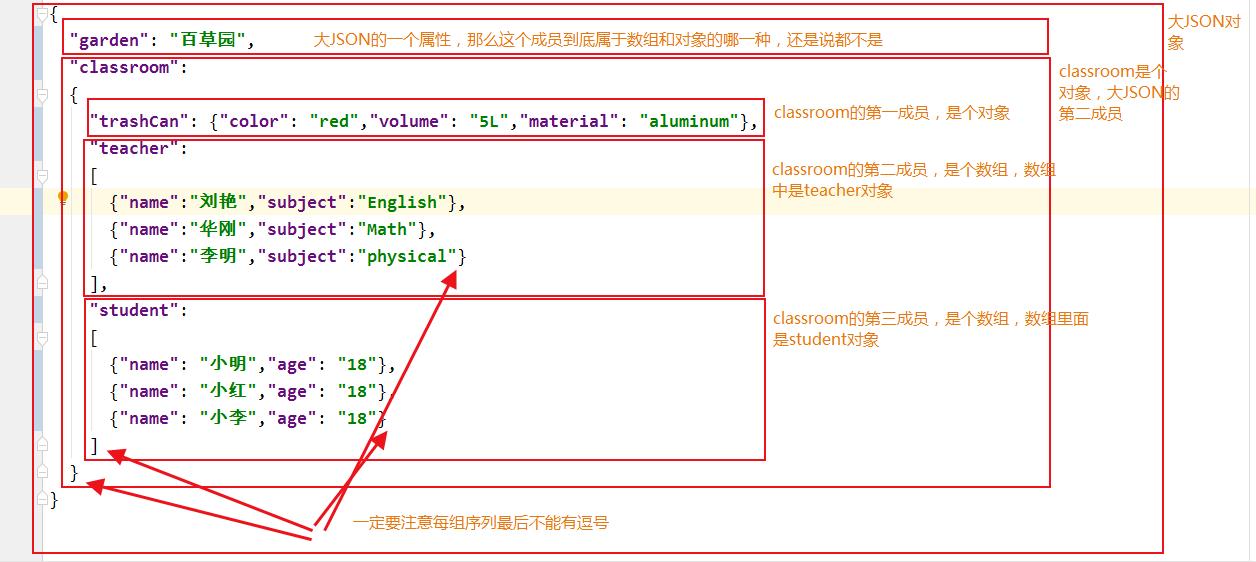 {
"garden": "百草园",
大JSON的一个属性，那么这个成员到底属于数组和对象的哪一种，还是说都不是
大JSON对
象
"classroom":
classroom是个
对象，大JSON的
第二成员
{
"trashCan": {"color": "red","volume": "5L","material": "aluminum"},
classroom的第一成员，是个对象
"teacher":
classroom的第二成员，是个数组，数组
中是teacher对象
[
{"name":"刘艳","subject":"English"},
{"name":"华刚","subject":"Math"},
{"name":"李明","subject":"physical"}
],
"student":
classroom的第三成员，是个数组，数组里面
是student对象
[
{"name": "小明","age": "18"},
{"name": "小红","age": "18"},
{"name": "小李","age": "18"}
]
}
}
一定要注意每组序列最后不能有逗号